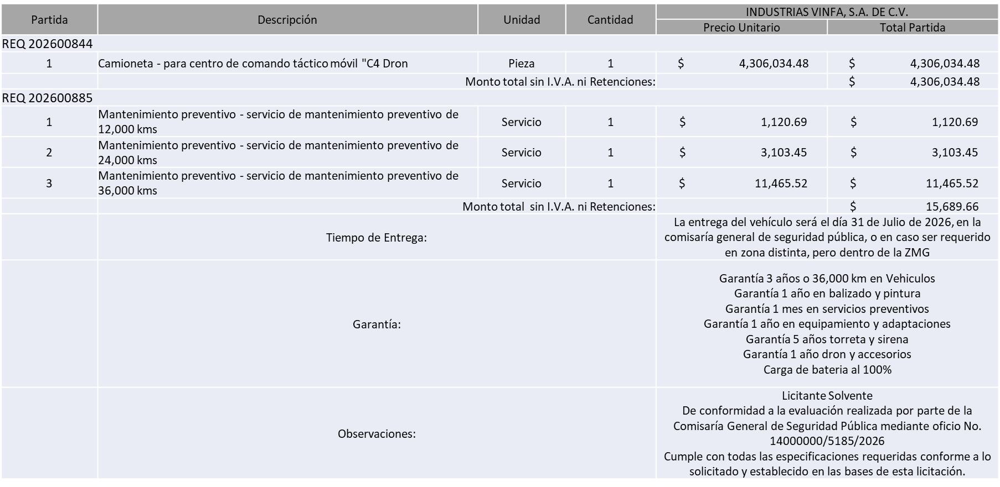 Partida Descripción Unidad Cantidad INDUSTRIAS VINFA, S.A. DE C.V.
Precio Unitario Total Partida
REQ 202600844
1 Camioneta - para centro de comando táctico móvil "C4 Dron Pieza 1 $ 4,306,034.48 $ 4,306,034.48
Monto total sin I.V.A. ni Retenciones: $ 4,306,034.48
REQ 202600885
1 Mantenimiento preventivo - servicio de mantenimiento preventivo de
12,000 kms Servicio 1 $ 1,120.69 $ 1,120.69
2 Mantenimiento preventivo - servicio de mantenimiento preventivo de
24,000 kms Servicio 1 $ 3,103.45 $ 3,103.45
3 Mantenimiento preventivo - servicio de mantenimiento preventivo de
36,000 kms Servicio 1 $ 11,465.52 $ 11,465.52
Monto total sin I.V.A. ni Retenciones: $ 15,689.66
Tiempo de Entrega:
La entrega del vehículo será el día 31 de Julio de 2026, en la
comisaría general de seguridad pública, o en caso ser requerido
en zona distinta, pero dentro de la ZMG
Garantía:
Garantía 3 años o 36,000 km en Vehiculos
Garantía 1 año en balizado y pintura
Garantía 1 mes en servicios preventivos
Garantía 1 año en equipamiento y adaptaciones
Garantía 5 años torreta y sirena
Garantía 1 año dron y accesorios
Carga de bateria al 100%
Observaciones:
Licitante Solvente
De conformidad a la evaluación realizada por parte de la
Comisaría General de Seguridad Pública mediante oficio No.
14000000/5185/2026
Cumple con todas las especificaciones requeridas conforme a lo
solicitado y establecido en las bases de esta licitación.